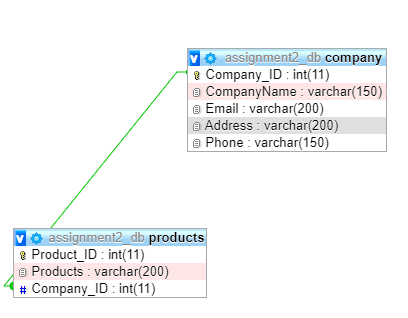 assignment2_db company
Company_ID : int(11)
CompanyName : varchar(150)
Email : varchar(200)
Address : varchar(200)
Phone : varchar(150)
assignment2_db products
Product_ID : int(11)
Products : varchar(200)
# Company_ID : int(11)